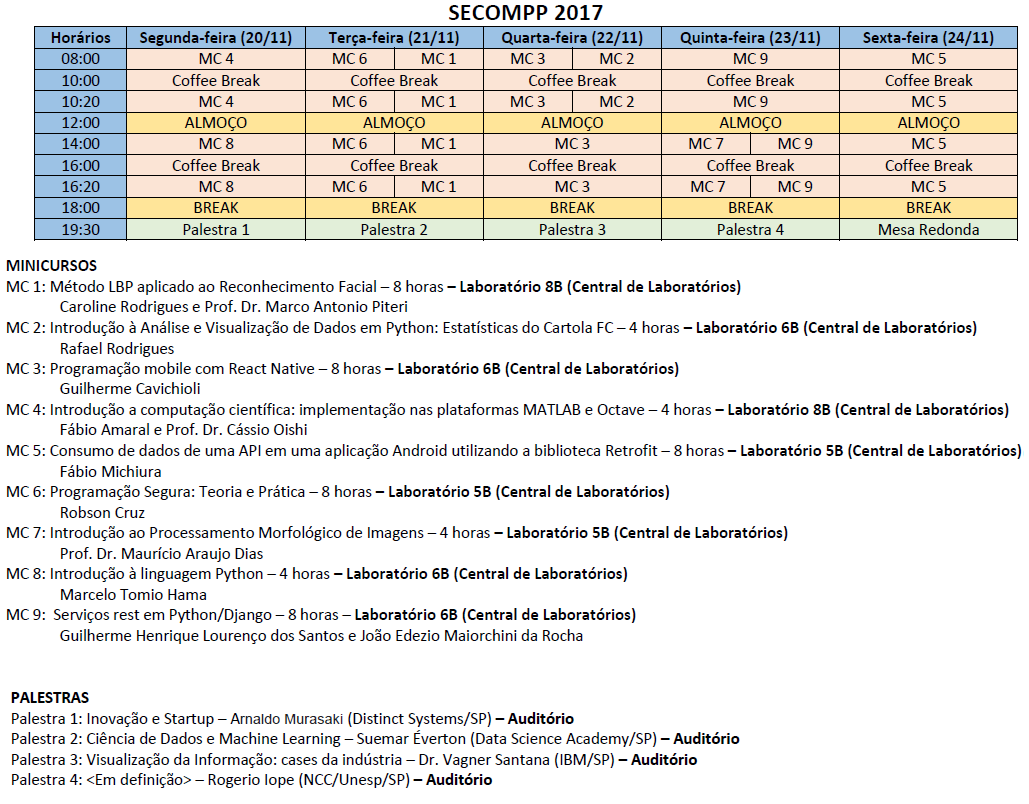 SECOMPP 2017
Horários Segunda-feira (20/11) Terça-feira (21/11) Quarta-feira (22/11) Quinta-feira (23/11) Sexta-feira (24/11)
08:00 MC 4 MC 6 MC 1 MC 3 MC 2 MC 9 MC 5
10:00 Coffee Break Coffee Break Coffee Break Coffee Break Coffee Break
10:20 MC 4 MC 6 MC 1 MC 3 MC 2 MC 9 MC 5
12:00 ALMOÇO ALMOÇO ALMOÇO ALMOÇO ALMOÇO
14:00 MC 8 MC 6 MC 1 MC 3 MC 7 MC 9 MC 5
16:00 Coffee Break Coffee Break Coffee Break Coffee Break Coffee Break
16:20 MC 8 MC 6 MC 1 MC 3 MC 7 MC 9 MC 5
18:00 BREAK BREAK BREAK BREAK BREAK
19:30 Palestra 1 Palestra 2 Palestra 3 Palestra 4 Mesa Redonda
MINICURSOS
MC 1: Método LBP aplicado ao Reconhecimento Facial – 8 horas – Laboratório 8B (Central de Laboratórios)
Caroline Rodrigues e Prof. Dr. Marco Antonio Piteri
MC 2: Introdução à Análise e Visualização de Dados em Python: Estatísticas do Cartola FC – 4 horas – Laboratório 6B (Central de Laboratórios)
Rafael Rodrigues
MC 3: Programação mobile com React Native – 8 horas – Laboratório 6B (Central de Laboratórios)
Guilherme Cavichioli
MC 4: Introdução a computação científica: implementação nas plataformas MATLAB e Octave – 4 horas – Laboratório 8B (Central de Laboratórios)
Fábio Amaral e Prof. Dr. Cássio Oishi
MC 5: Consumo de dados de uma API em uma aplicação Android utilizando a biblioteca Retrofit – 8 horas – Laboratório 5B (Central de Laboratórios)
Fábio Michiura
MC 6: Programação Segura: Teoria e Prática – 8 horas – Laboratório 5B (Central de Laboratórios)
Robson Cruz
MC 7: Introdução ao Processamento Morfológico de Imagens – 4 horas – Laboratório 5B (Central de Laboratórios)
Prof. Dr. Maurício Araujo Dias
MC 8: Introdução à linguagem Python – 4 horas – Laboratório 6B (Central de Laboratórios)
Marcelo Tomio Hama
MC 9: Serviços rest em Python/Django – 8 horas – Laboratório 6B (Central de Laboratórios)
Guilherme Henrique Lourenço dos Santos e João Edezio Maiorchini da Rocha
PALESTRAS
Palestra 1: Inovação e Startup – Arnaldo Murasaki (Distinct Systems/SP) – Auditório
Palestra 2: Ciência de Dados e Machine Learning – Suemar Éverton (Data Science Academy/SP) – Auditório
Palestra 3: Visualização da Informação: cases da indústria – Dr. Vagner Santana (IBM/SP) – Auditório
Palestra 4: <Em definição> – Rogerio Iope (NCC/Unesp/SP) – Auditório